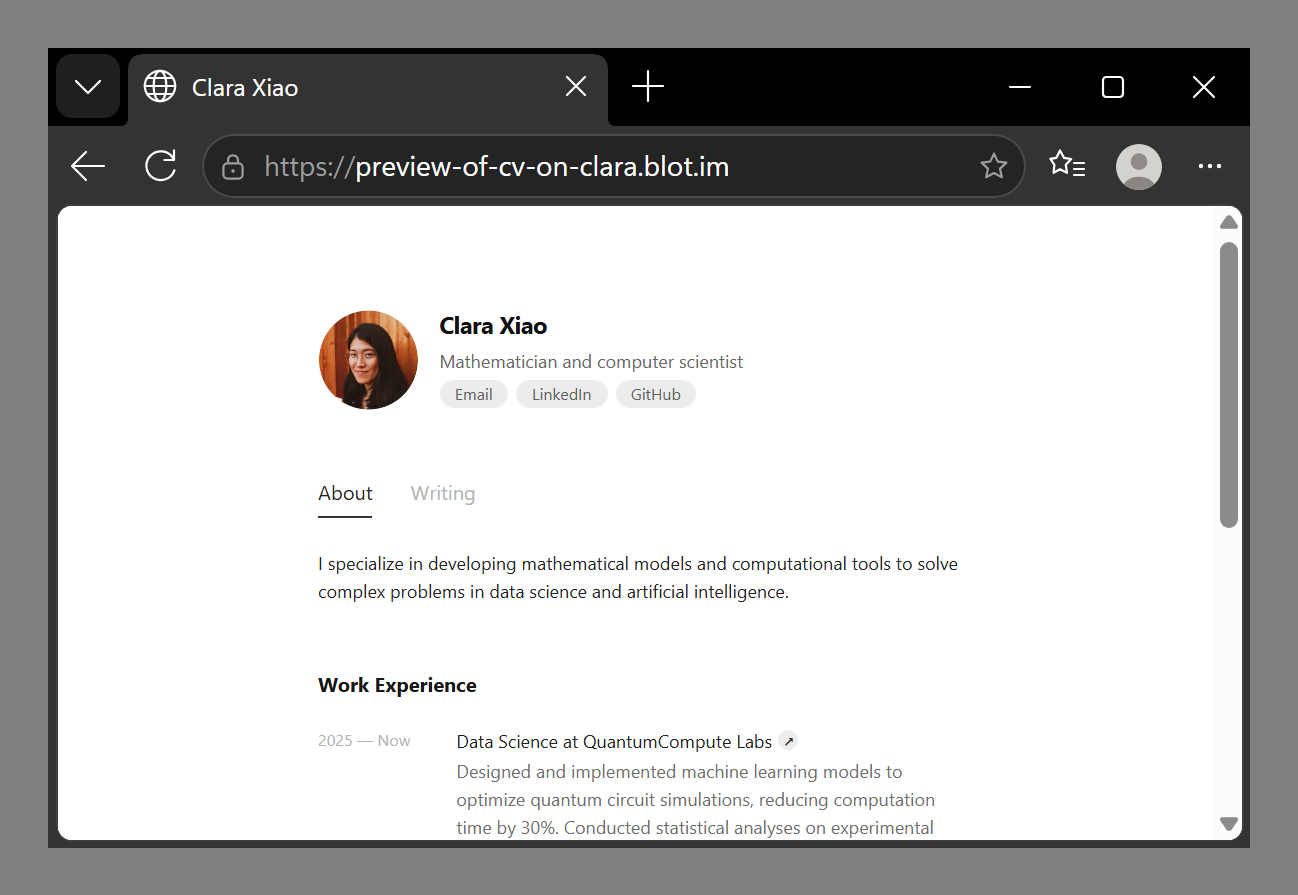 Clara Xiao
https://preview-of-cv-on-clara.blot.im
Clara Xiao
Mathematician and computer scientist
Email LinkedIn GitHub
About Writing
I specialize in developing mathematical models and computational tools to solve
complex problems in data science and artificial intelligence.
Work Experience
2025 — Now Data Science at QuantumCompute Labs ↗
Designed and implemented machine learning models to
optimize quantum circuit simulations, reducing computation
time by 30%. Conducted statistical analyses on experimental